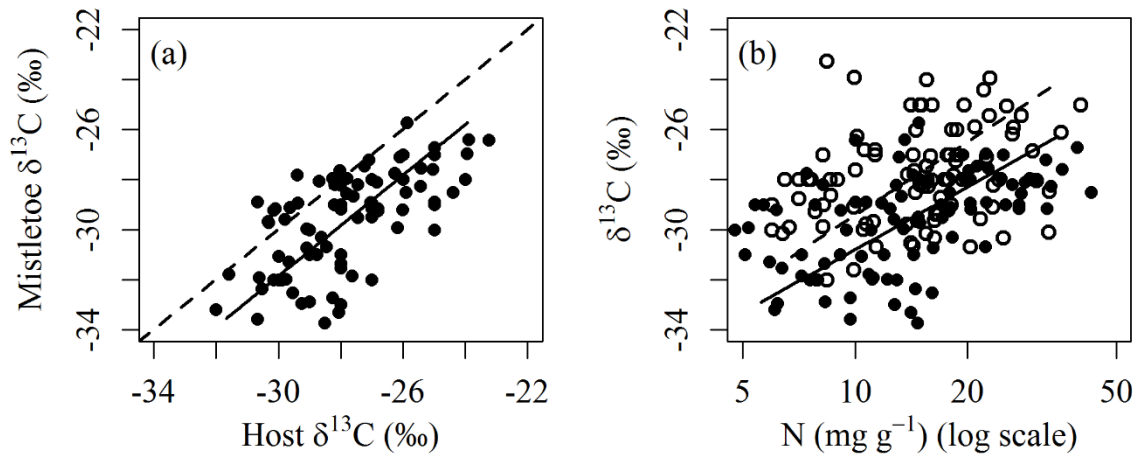 (a)
Mistletoe δ¹³C (‰)
-22
-26
-30
-34
-34 -30 -26 -22
Host δ¹³C (‰)
(b)
δ¹³C (‰)
-22
-26
-30
-34
5 10 20 50
N (mg g⁻¹) (log scale)